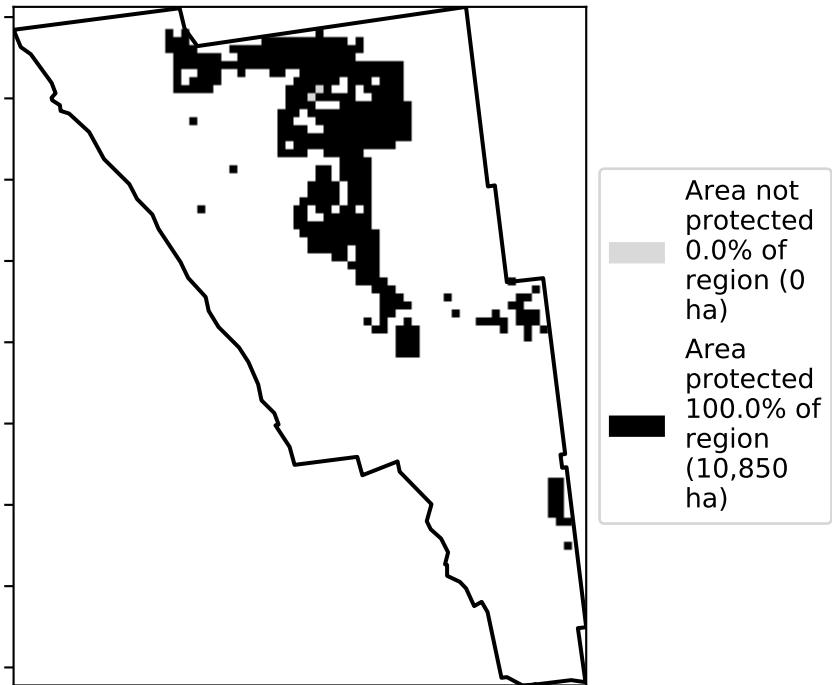 Area not
protected
0.0% of
region (0
ha)
Area
protected
100.0% of
region
(10,850
ha)